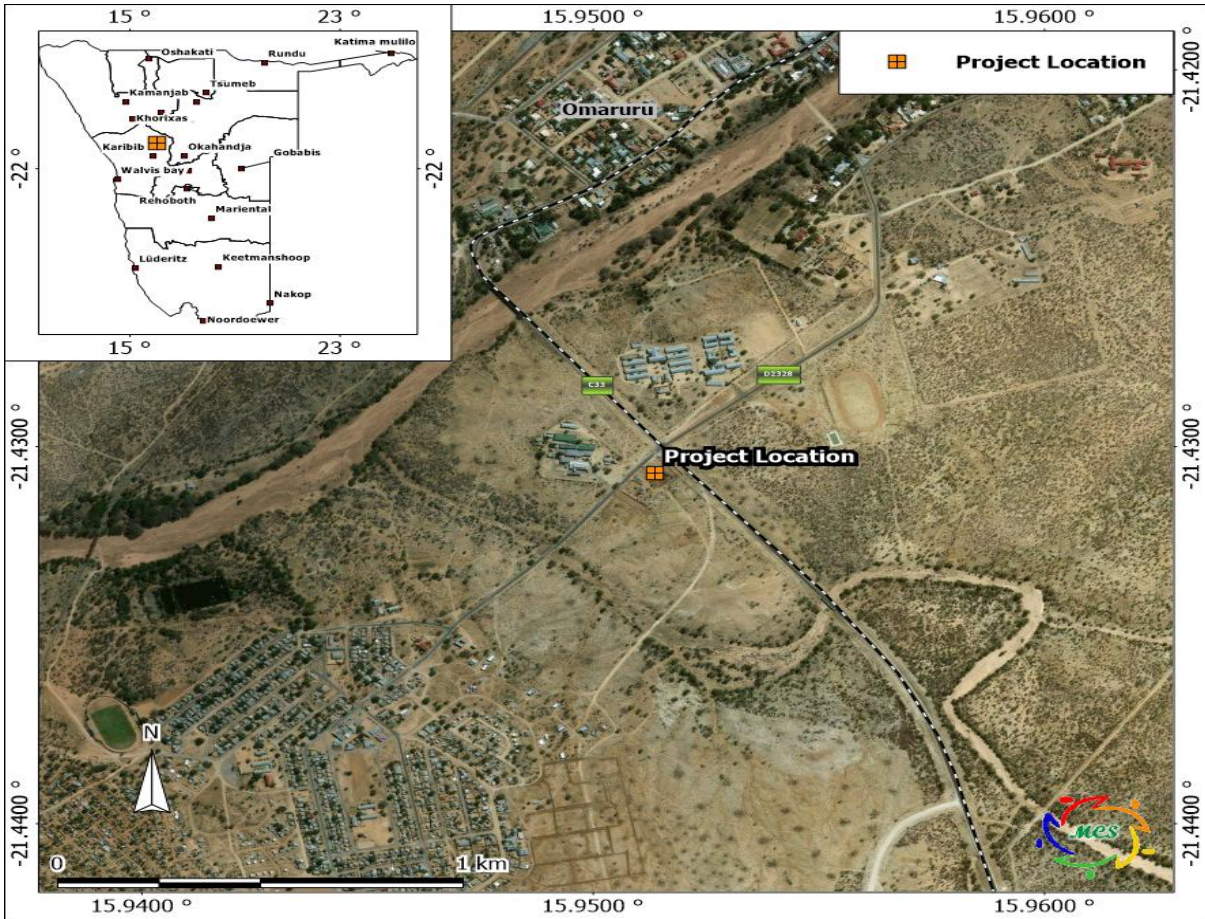 15 °
23 °
15.9500 °
15.9600 °
Katima mulilo
Oshakati
Rundu
Project Location
-21.4200 °
Tsumeb
Kamanjab
Omaruru
Khorixas
Karibib
Okahandja
Gobabis
-22 °
-22 °
Walvis bay
Rehoboth
Mariental
Lüderitz
Keetmanshoop
Nakop
Noordoewer
15 °
23 °
D2328
C33
-21.4300 °
-21.4300 °
Project Location
N
-21.4400 °
-21.4400 °
MES
0
1 km
15.9400 °
15.9500 °
15.9600 °